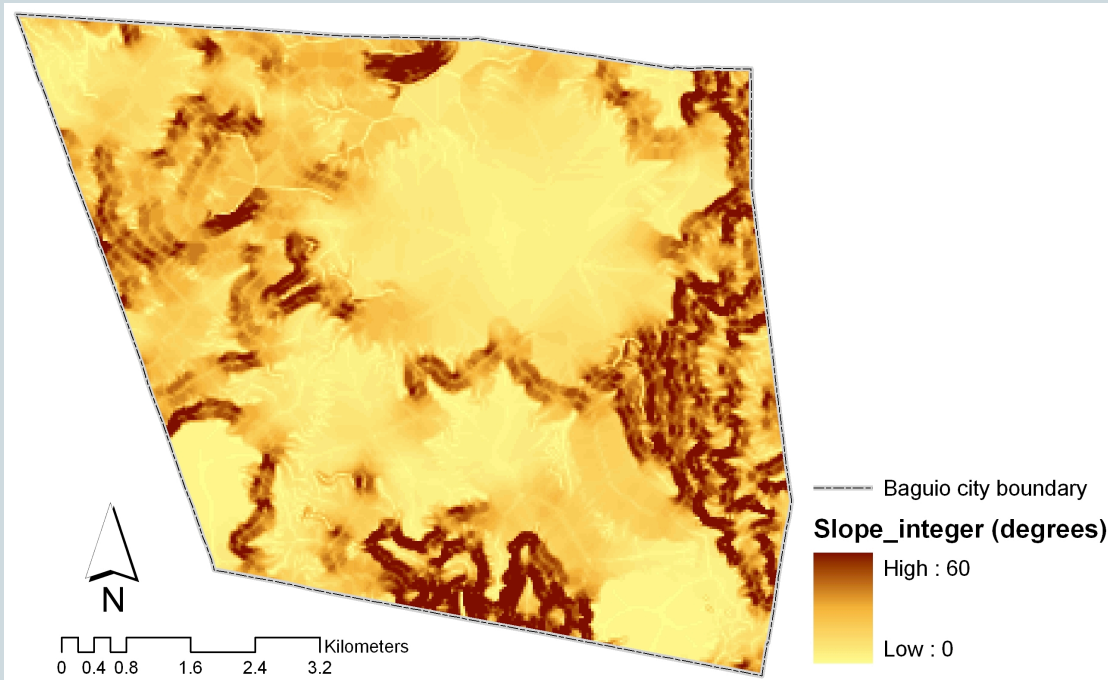 Baguio city boundary
Slope_integer (degrees)
High : 60
Low : 0
N
Kilometers
0 0.4 0.8 1.6 2.4 3.2